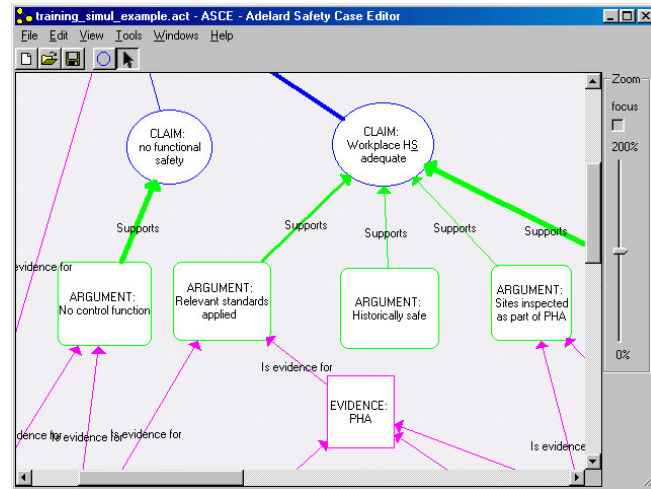 training_simul_example.act - ASCE - Adelard Safety Case Editor
File Edit View Tools Windows Help
Zoom
focus
200%
0%
CLAIM:
no functional
safety
CLAIM:
Workplace HS
adequate
Supports
Supports
Supports
Supports
Supports
evidence for
ARGUMENT:
No control function
ARGUMENT:
Relevant standards
applied
ARGUMENT:
Historically safe
ARGUMENT:
Sites inspected
as part of PHA
Is evidence for
EVIDENCE:
PHA
dence for
evidence for
Is evidence for
Is evidence